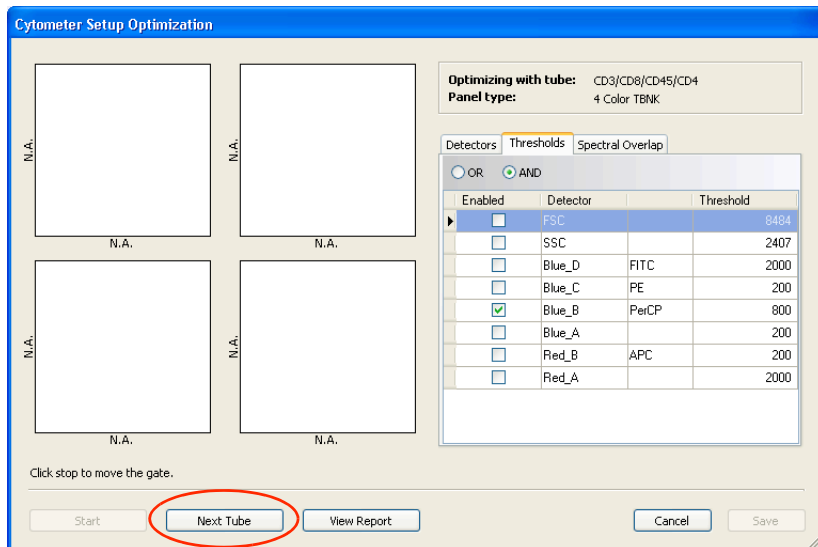 Cytometer Setup Optimization
N.A.
N.A.
N.A.
N.A.
N.A.
N.A.
N.A.
N.A.
Click stop to move the gate.
Optimizing with tube: CD3/CD8/CD45/CD4
Panel type: 4 Color TBNK
Detectors Thresholds Spectral Overlap
OR AND
Enabled Detector Threshold
FSC 8484
SSC 2407
Blue_D FITC 2000
Blue_C PE 200
Blue_B PerCP 800
Blue_A 200
Red_B APC 200
Red_A 2000
Start Next Tube View Report Cancel Save